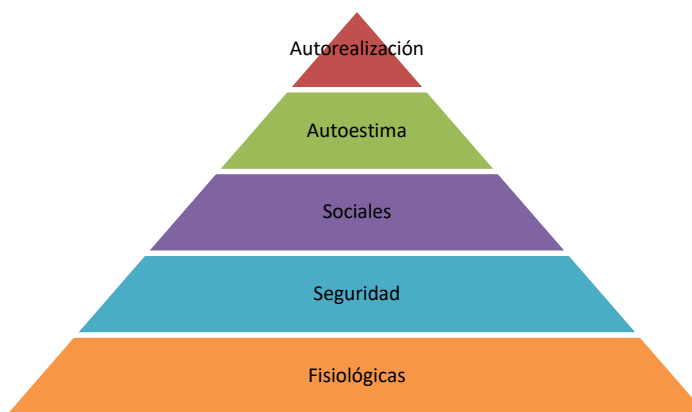 Autorealización
Autoestima
Sociales
Seguridad
Fisiológicas